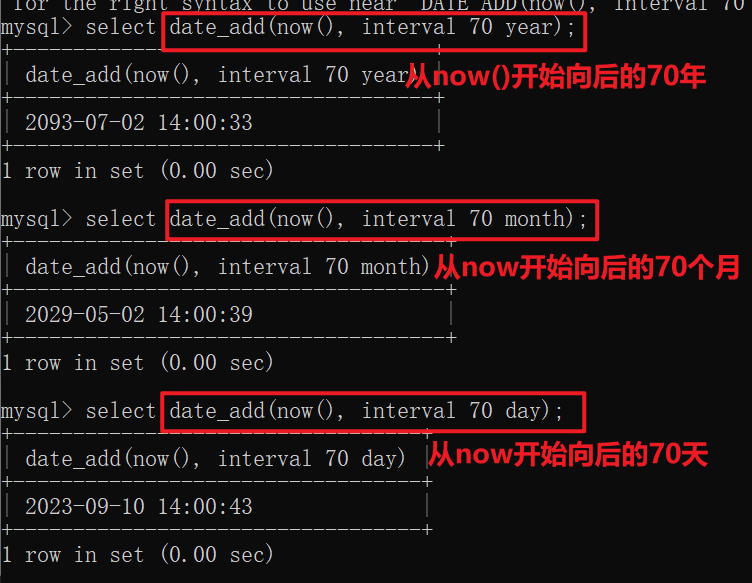 for the right syntax to use near 'DATE_ADD(now(), interval 70
mysql> select date_add(now(), interval 70 year);
date_add(now(), interval 70 year)
从now()开始向后的70年
2093-07-02 14:00:33
1 row in set (0.00 sec)
mysql> select date_add(now(), interval 70 month);
date_add(now(), interval 70 month)
从now开始向后的70个月
2029-05-02 14:00:39
1 row in set (0.00 sec)
mysql> select date_add(now(), interval 70 day);
date_add(now(), interval 70 day)
从now开始向后的70天
2023-09-10 14:00:43
1 row in set (0.00 sec)